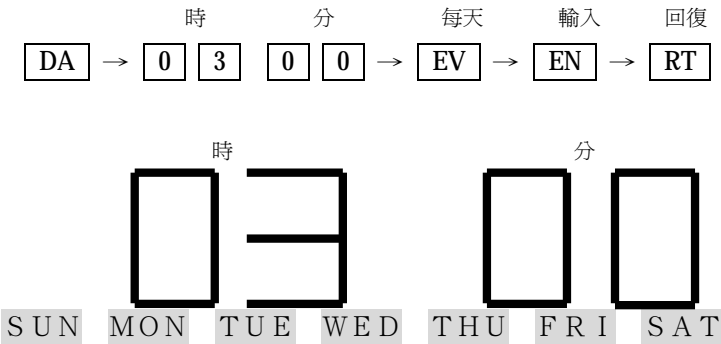 時 分 每天 輸入 回復
DA → 0 3 0 0 → EV → EN → RT
時 分
03 00
SUN MON TUE WED THU FRI SAT